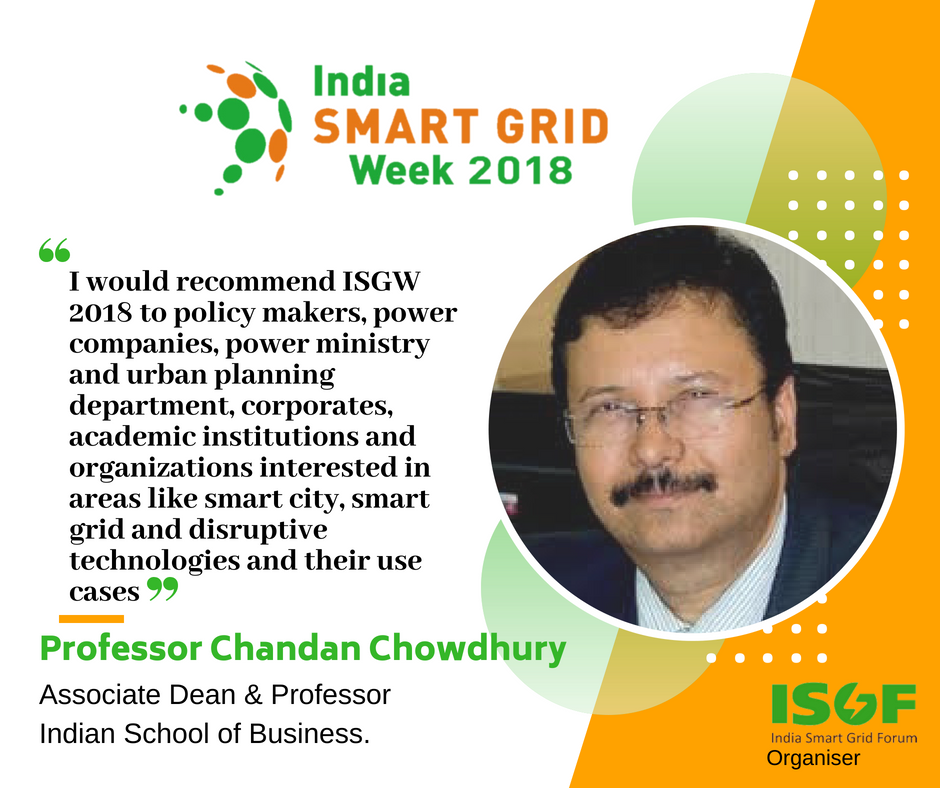 India
SMART GRID
Week 2018
“
I would recommend ISGW
2018 to policy makers, power
companies, power ministry
and urban planning
department, corporates,
academic institutions and
organizations interested in
areas like smart city, smart
grid and disruptive
technologies and their use
cases ”
Professor Chandan Chowdhury
Associate Dean & Professor
Indian School of Business.
ISGF
India Smart Grid Forum
Organiser